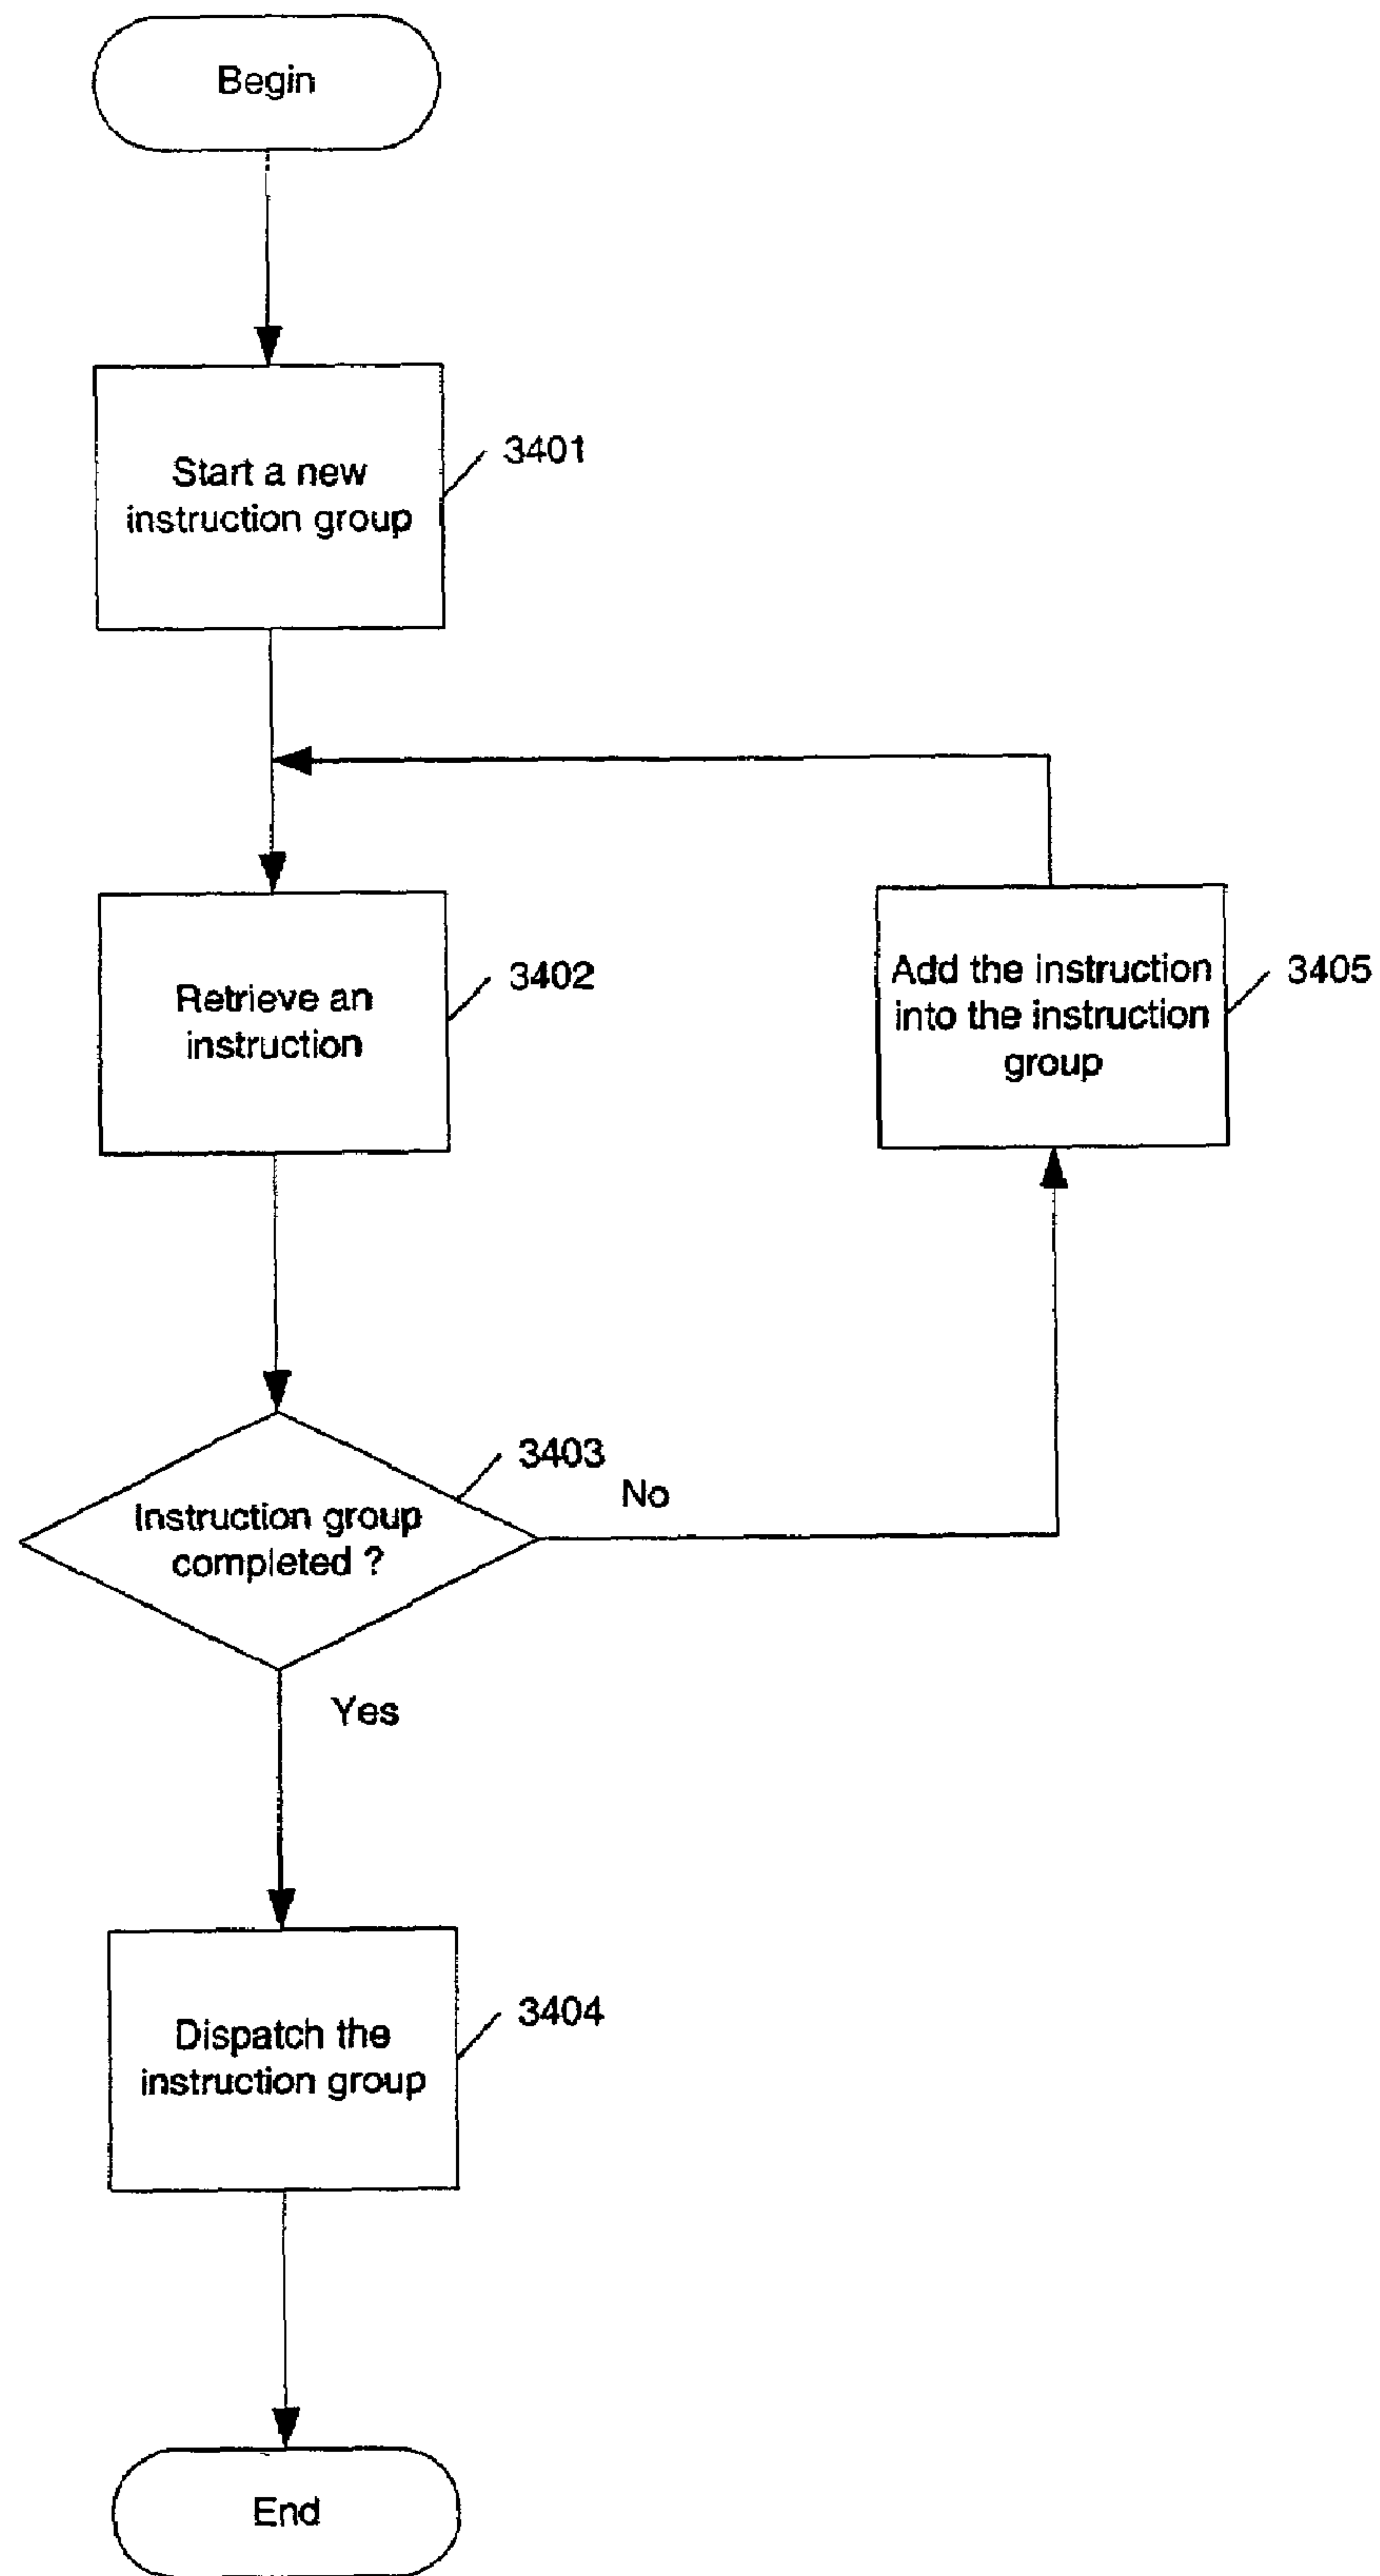 Begin
Start a new
instruction group
3401
Retrieve an
instruction
3402
Add the instruction
into the instruction
group
3405
Instruction group
completed ?
3403
No
Yes
Dispatch the
instruction group
3404
End